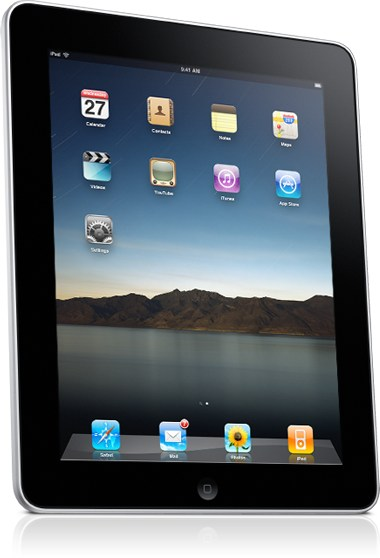 iPad
9:41 AM
27
Calendar
Contacts
Notes
Maps
Videos
YouTube
iTunes
App Store
Settings
7
Safari
Mail
Photos
iPod